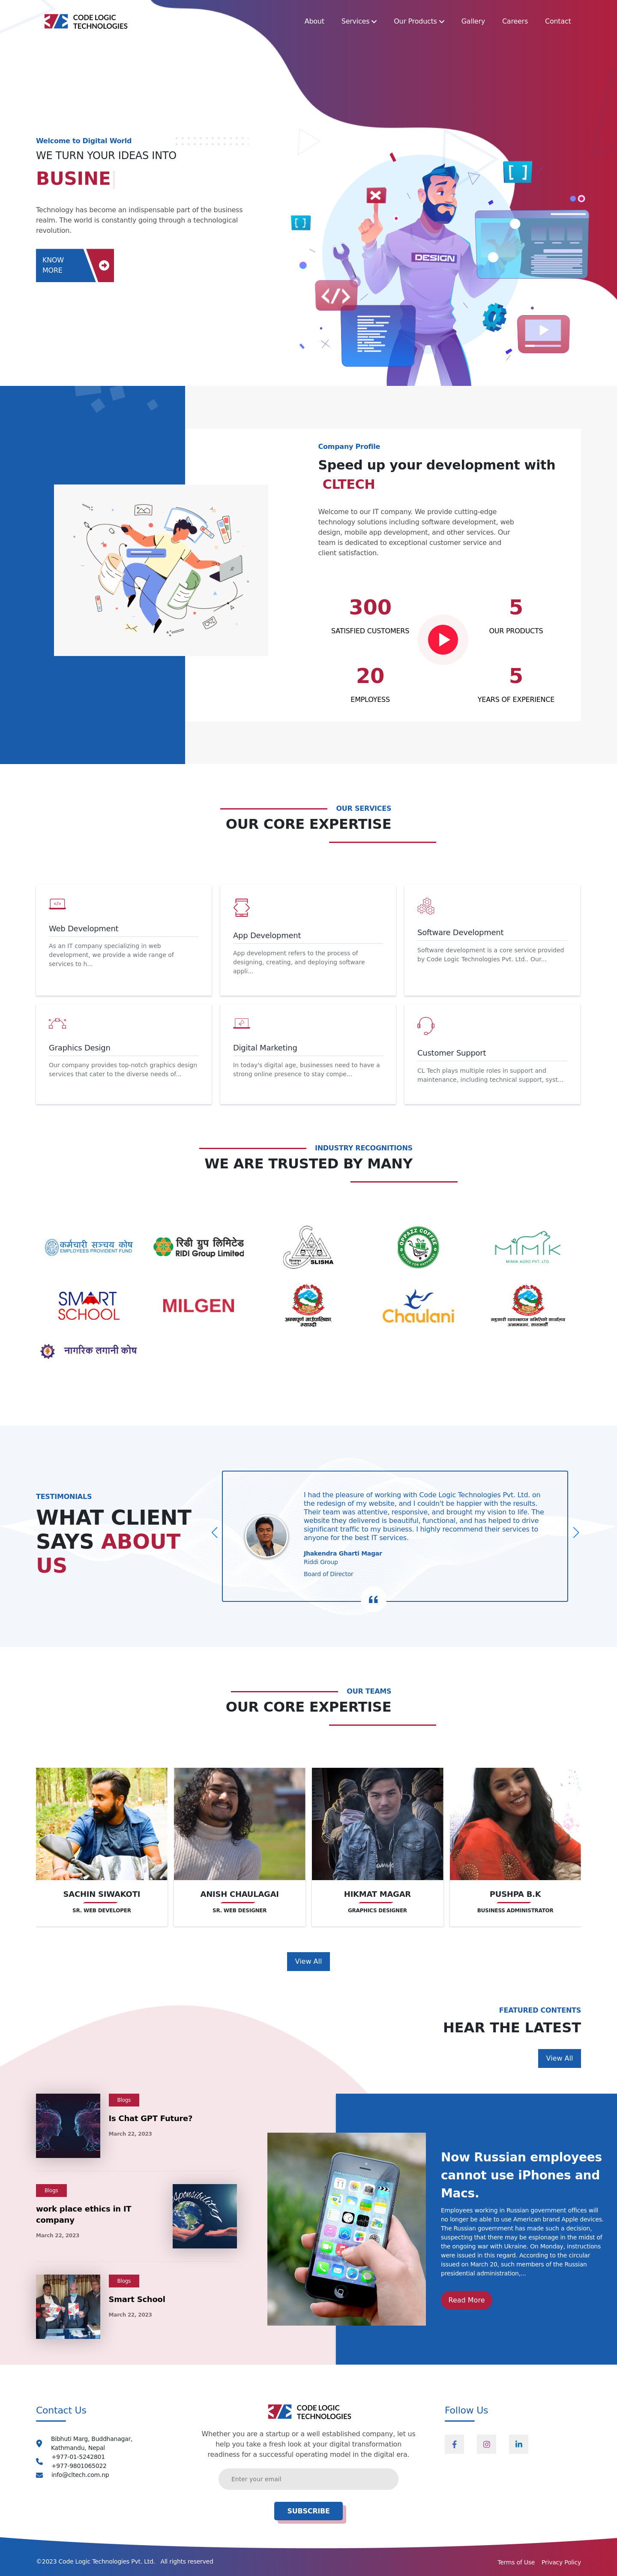 CODE LOGIC
TECHNOLOGIES
About Services Our Products Gallery Careers Contact
Welcome to Digital World
WE TURN YOUR IDEAS INTO
BUSINE
Technology has become an indispensable part of the business
realm. The world is constantly going through a technological
revolution.
KNOW
MORE
DESIGN
Company Profile
Speed up your development with
CLTECH
Welcome to our IT company. We provide cutting-edge
technology solutions including software development, web
design, mobile app development, and other services. Our
team is dedicated to exceptional customer service and
client satisfaction.
300
SATISFIED CUSTOMERS
5
OUR PRODUCTS
20
EMPLOYESS
5
YEARS OF EXPERIENCE
OUR SERVICES
OUR CORE EXPERTISE
Web Development
As an IT company specializing in web
development, we provide a wide range of
services to h...
App Development
App development refers to the process of
designing, creating, and deploying software
appli...
Software Development
Software development is a core service provided
by Code Logic Technologies Pvt. Ltd.. Our...
Graphics Design
Our company provides top-notch graphics design
services that cater to the diverse needs of...
Digital Marketing
In today's digital age, businesses need to have a
strong online presence to stay compe...
Customer Support
CL Tech plays multiple roles in support and
maintenance, including technical support, syst...
INDUSTRY RECOGNITIONS
WE ARE TRUSTED BY MANY
कर्मचारी सञ्चय कोष
EMPLOYEES PROVIDENT FUND
रिडी ग्रुप लिमिटेड
RIDI Group Limited
SLISHA
MIMIK
MIMIK AGRO PVT. LTD.
SMART
SCHOOL
MILGEN
अन्नपूर्ण गाउँपालिका,
म्याग्दी
Chaulani
नागरिक लगानी कोष
TESTIMONIALS
WHAT CLIENT
SAYS ABOUT
US
I had the pleasure of working with Code Logic Technologies Pvt. Ltd. on
the redesign of my website, and I couldn't be happier with the results.
Their team was attentive, responsive, and brought my vision to life. The
website they delivered is beautiful, functional, and has helped to drive
significant traffic to my business. I highly recommend their services to
anyone for the best IT services.
Jhakendra Gharti Magar
Riddi Group
Board of Director
OUR TEAMS
OUR CORE EXPERTISE
SACHIN SIWAKOTI
SR. WEB DEVELOPER
ANISH CHAULAGAI
SR. WEB DESIGNER
HIKMAT MAGAR
GRAPHICS DESIGNER
PUSHPA B.K
BUSINESS ADMINISTRATOR
View All
FEATURED CONTENTS
HEAR THE LATEST
View All
Blogs
Is Chat GPT Future?
March 22, 2023
Blogs
work place ethics in IT
company
March 22, 2023
Responsibility
Blogs
Smart School
March 22, 2023
Now Russian employees
cannot use iPhones and
Macs.
Employees working in Russian government offices will
no longer be able to use American brand Apple devices.
The Russian government has made such a decision,
suspecting that there may be espionage in the midst of
the ongoing war with Ukraine. On Monday, instructions
were issued in this regard. According to the circular
issued on March 20, such members of the Russian
presidential administration,...
Read More
Contact Us
Bibhuti Marg, Buddhanagar,
Kathmandu, Nepal
+977-01-5242801
+977-9801065022
info@cltech.com.np
CODE LOGIC
TECHNOLOGIES
Whether you are a startup or a well established company, let us
help you take a fresh look at your digital transformation
readiness for a successful operating model in the digital era.
Enter your email
SUBSCRIBE
Follow Us
©2023 Code Logic Technologies Pvt. Ltd. All rights reserved
Terms of Use Privacy Policy